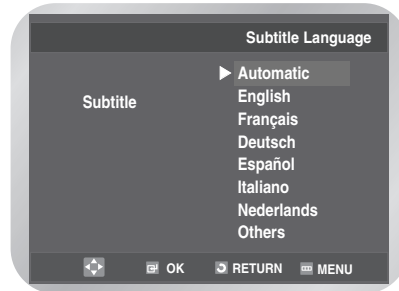 Subtitle Language
Automatic
Subtitle
English
Français
Deutsch
Español
Italiano
Nederlands
Others
OK RETURN MENU